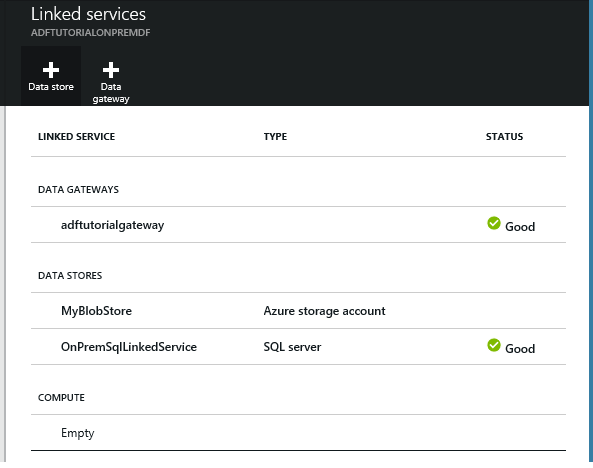 Linked services
ADFTUTORIALONPREMDF
Data store
Data gateway
LINKED SERVICE TYPE STATUS
DATA GATEWAYS
adftutorialgateway Good
DATA STORES
MyBlobStore Azure storage account
OnPremSqlLinkedService SQL server Good
COMPUTE
Empty